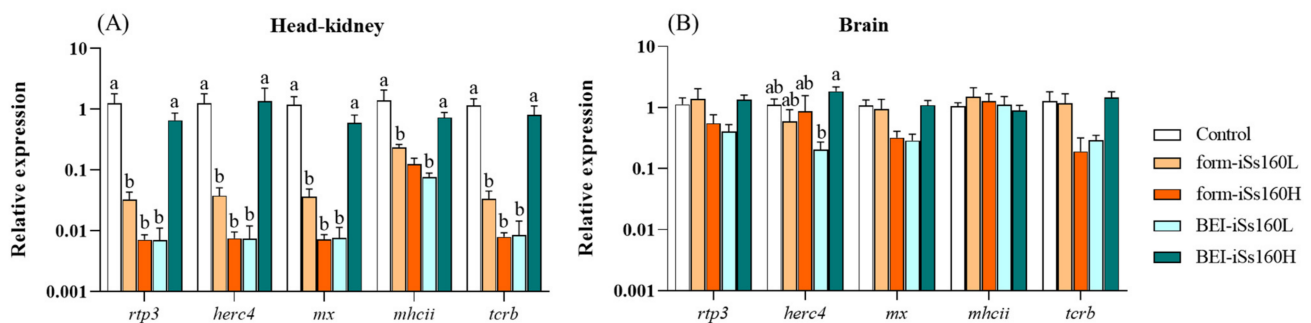 (A)
Head-kidney
Relative expression
10
1
0.1
0.01
0.001
a
b
b
b
a
a
b
b
b
a
a
b
b
b
a
a
b
b
b
a
a
b
b
b
a
rtp3
herc4
mx
mhcii
tcrb
(B)
Brain
Relative expression
10
1
0.1
0.01
0.001
ab
ab
ab
b
a
rtp3
herc4
mx
mhcii
tcrb
Control
form-iSs160L
form-iSs160H
BEI-iSs160L
BEI-iSs160H